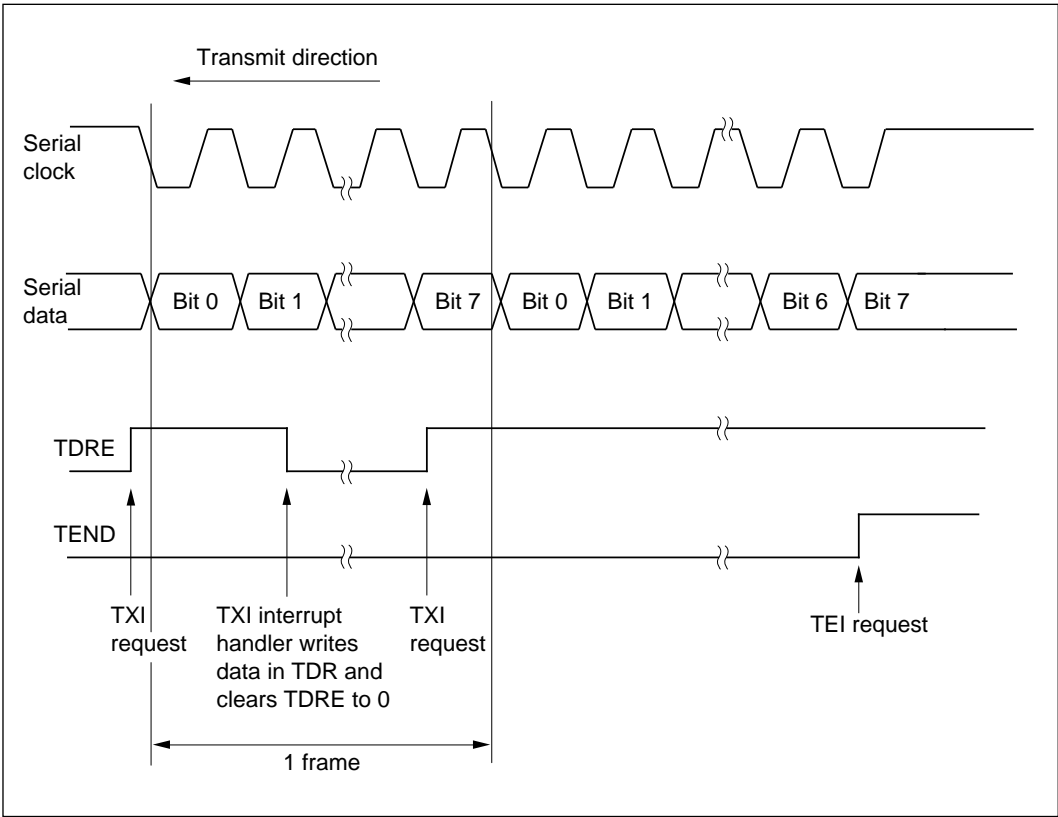 Transmit direction
Serial
clock
Serial
data
Bit 0 Bit 1 Bit 7 Bit 0 Bit 1 Bit 6 Bit 7
TDRE
TEND
TXI
request
TXI interrupt
handler writes
data in TDR and
clears TDRE to 0
TXI
request
TEI request
1 frame